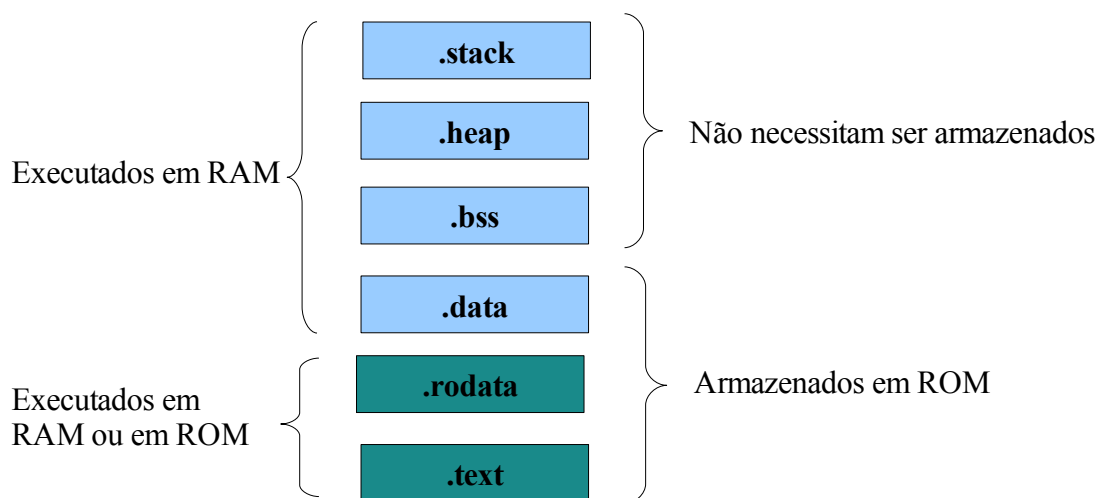 .stack
.heap
Não necessitam ser armazenados
Executados em RAM
.bss
.data
.rodata
Armazenados em ROM
Executados em
RAM ou em ROM
.text